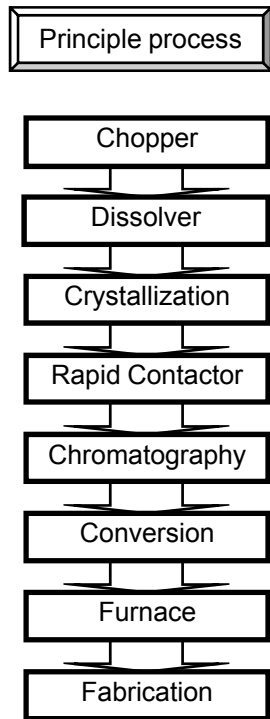 Principle process
Chopper
Dissolver
Crystallization
Rapid Contactor
Chromatography
Conversion
Furnace
Fabrication